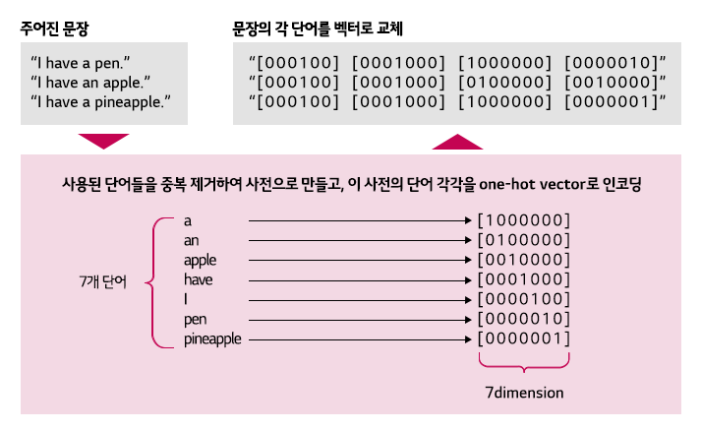 주어진 문장
"I have a pen."
"I have an apple."
"I have a pineapple."
문장의 각 단어를 벡터로 교체
"[000100] [0001000] [1000000] [0000010]"
"[000100] [0001000] [0100000] [0010000]"
"[000100] [0001000] [1000000] [0000001]"
사용된 단어들을 중복 제거하여 사전으로 만들고, 이 사전의 단어 각각을 one-hot vector로 인코딩
7개 단어
a [1000000]
an [0100000]
apple [0010000]
have [0001000]
I [0000100]
pen [0000010]
pineapple [0000001]
7dimension